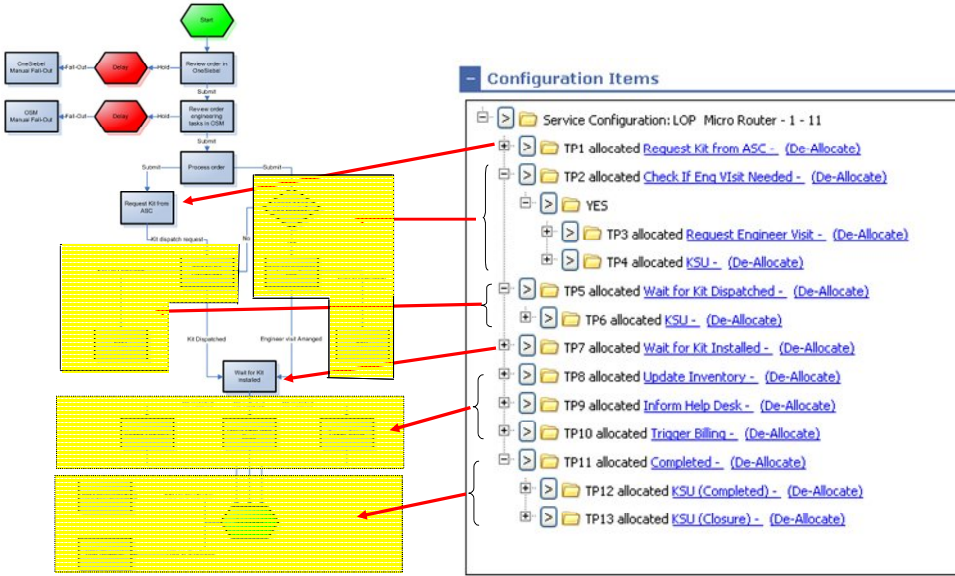 Start
OneSiebel
Manual Fall-Out
Fall-Out
Delay
Hold
Review order in
OneSiebel
Submit
OSM
Manual Fall-Out
Fall-Out
Delay
Hold
Review order
engineering
tasks in OSM
Submit
Submit
Process order
Submit
Request Kit from
ASC
Kit dispatch request
No
Kit Dispatched
Engineer visit Arranged
Wait for Kit
Installed
Configuration Items
Service Configuration: LOP Micro Router - 1 - 11
TP1 allocated Request Kit from ASC - (De-Allocate)
TP2 allocated Check If Eng VIsit Needed - (De-Allocate)
YES
TP3 allocated Request Engineer Visit - (De-Allocate)
TP4 allocated KSU - (De-Allocate)
TP5 allocated Wait for Kit Dispatched - (De-Allocate)
TP6 allocated KSU - (De-Allocate)
TP7 allocated Wait for Kit Installed - (De-Allocate)
TP8 allocated Update Inventory - (De-Allocate)
TP9 allocated Inform Help Desk - (De-Allocate)
TP10 allocated Trigger Billing - (De-Allocate)
TP11 allocated Completed - (De-Allocate)
TP12 allocated KSU (Completed) - (De-Allocate)
TP13 allocated KSU (Closure) - (De-Allocate)